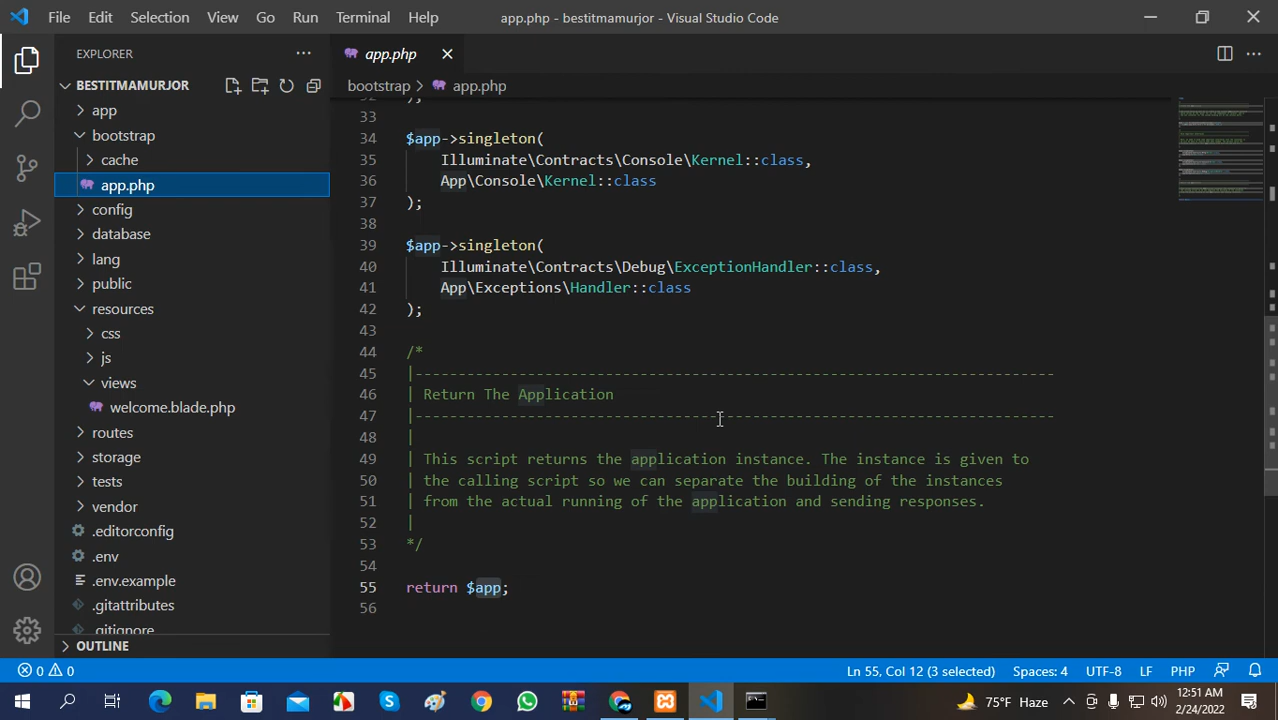 File Edit Selection View Go Run Terminal Help
app.php - bestitmamurjor - Visual Studio Code
EXPLORER
BESTITMAMURJOR
app
bootstrap
cache
app.php
config
database
lang
public
resources
css
js
views
welcome.blade.php
routes
storage
tests
vendor
.editorconfig
.env
.env.example
.gitattributes
.gitignore
OUTLINE
app.php
bootstrap > app.php
33
34 $app->singleton(
35 Illuminate\Contracts\Console\Kernel::class,
36 App\Console\Kernel::class
37 );
38
39 $app->singleton(
40 Illuminate\Contracts\Debug\ExceptionHandler::class,
41 App\Exceptions\Handler::class
42 );
43
44 /*
45 |--------------------------------------------------------------------------
46 | Return The Application
47 |--------------------------------------------------------------------------
48 |
49 | This script returns the application instance. The instance is given to
50 | the calling script so we can separate the building of the instances
51 | from the actual running of the application and sending responses.
52 |
53 */
54
55 return $app;
56
0 0 Ln 55, Col 12 (3 selected) Spaces: 4 UTF-8 LF PHP
75°F Haze 12:51 AM
2/24/2022